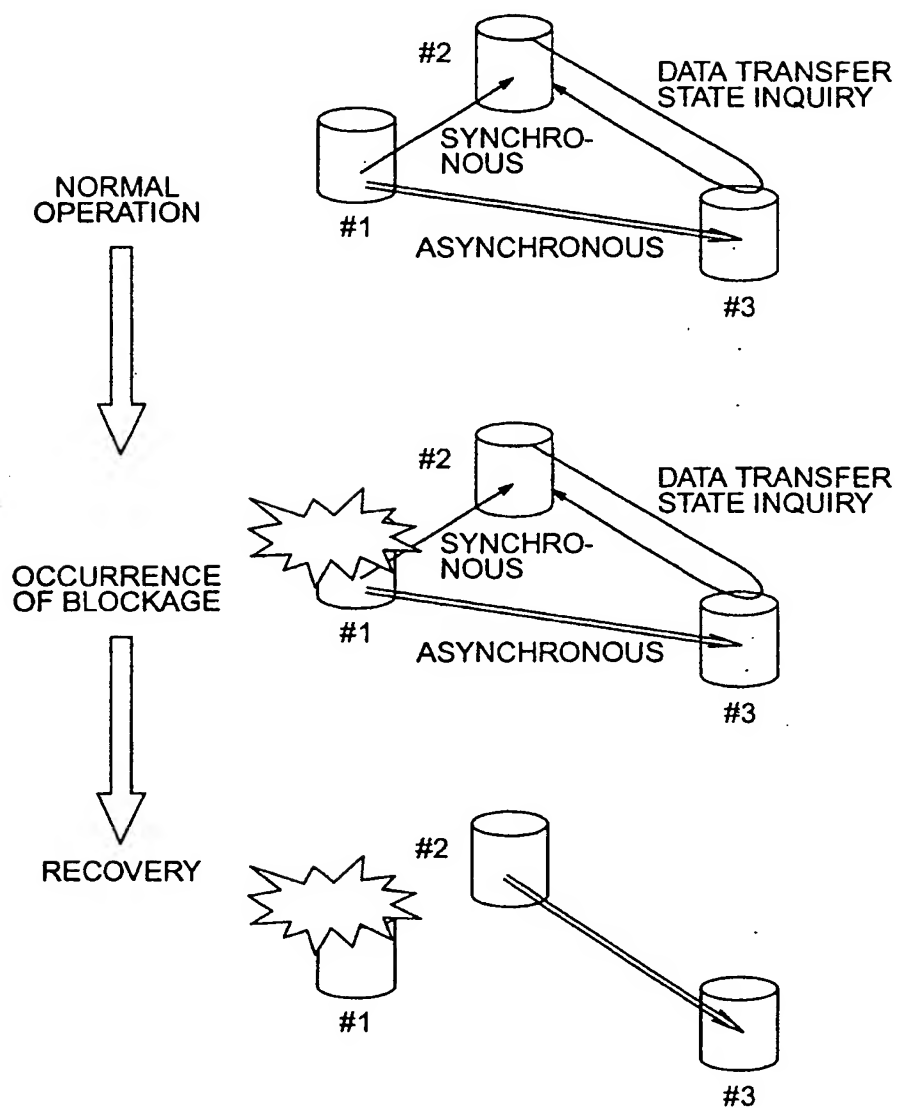 #2
DATA TRANSFER
STATE INQUIRY
SYNCHRO-
NOUS
NORMAL
OPERATION
#1
ASYNCHRONOUS
#3
#2
DATA TRANSFER
STATE INQUIRY
SYNCHRO-
NOUS
OCCURRENCE
OF BLOCKAGE
#1
ASYNCHRONOUS
#3
RECOVERY
#2
#1
#3